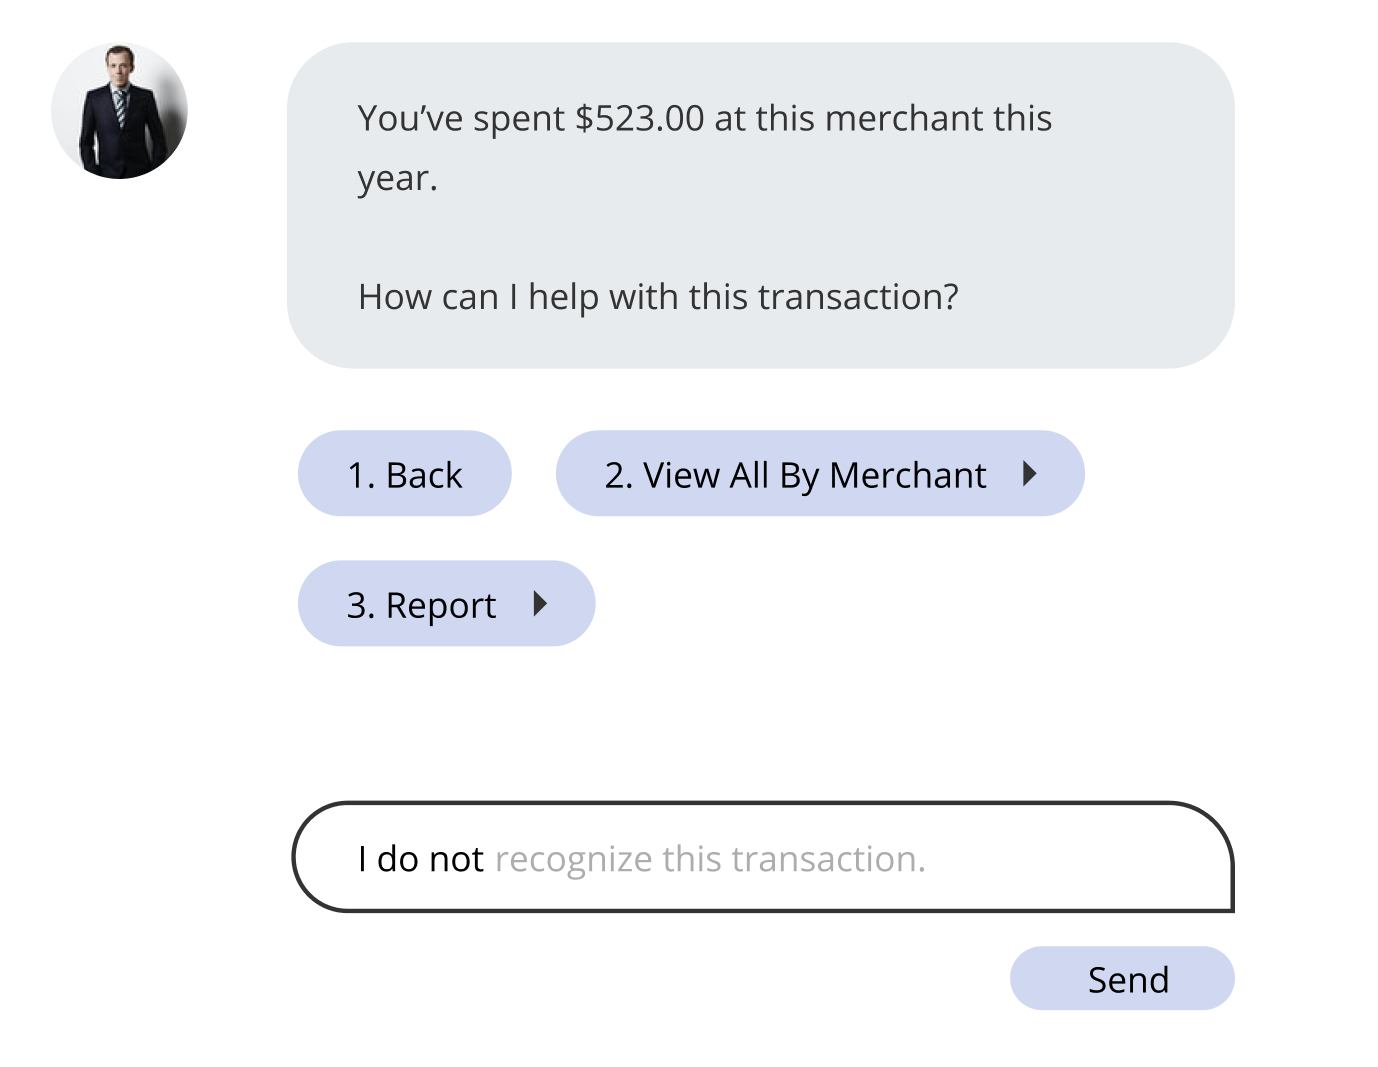 You’ve spent $523.00 at this merchant this
year.
How can I help with this transaction?
1. Back
2. View All By Merchant
3. Report
I do not recognize this transaction.
Send